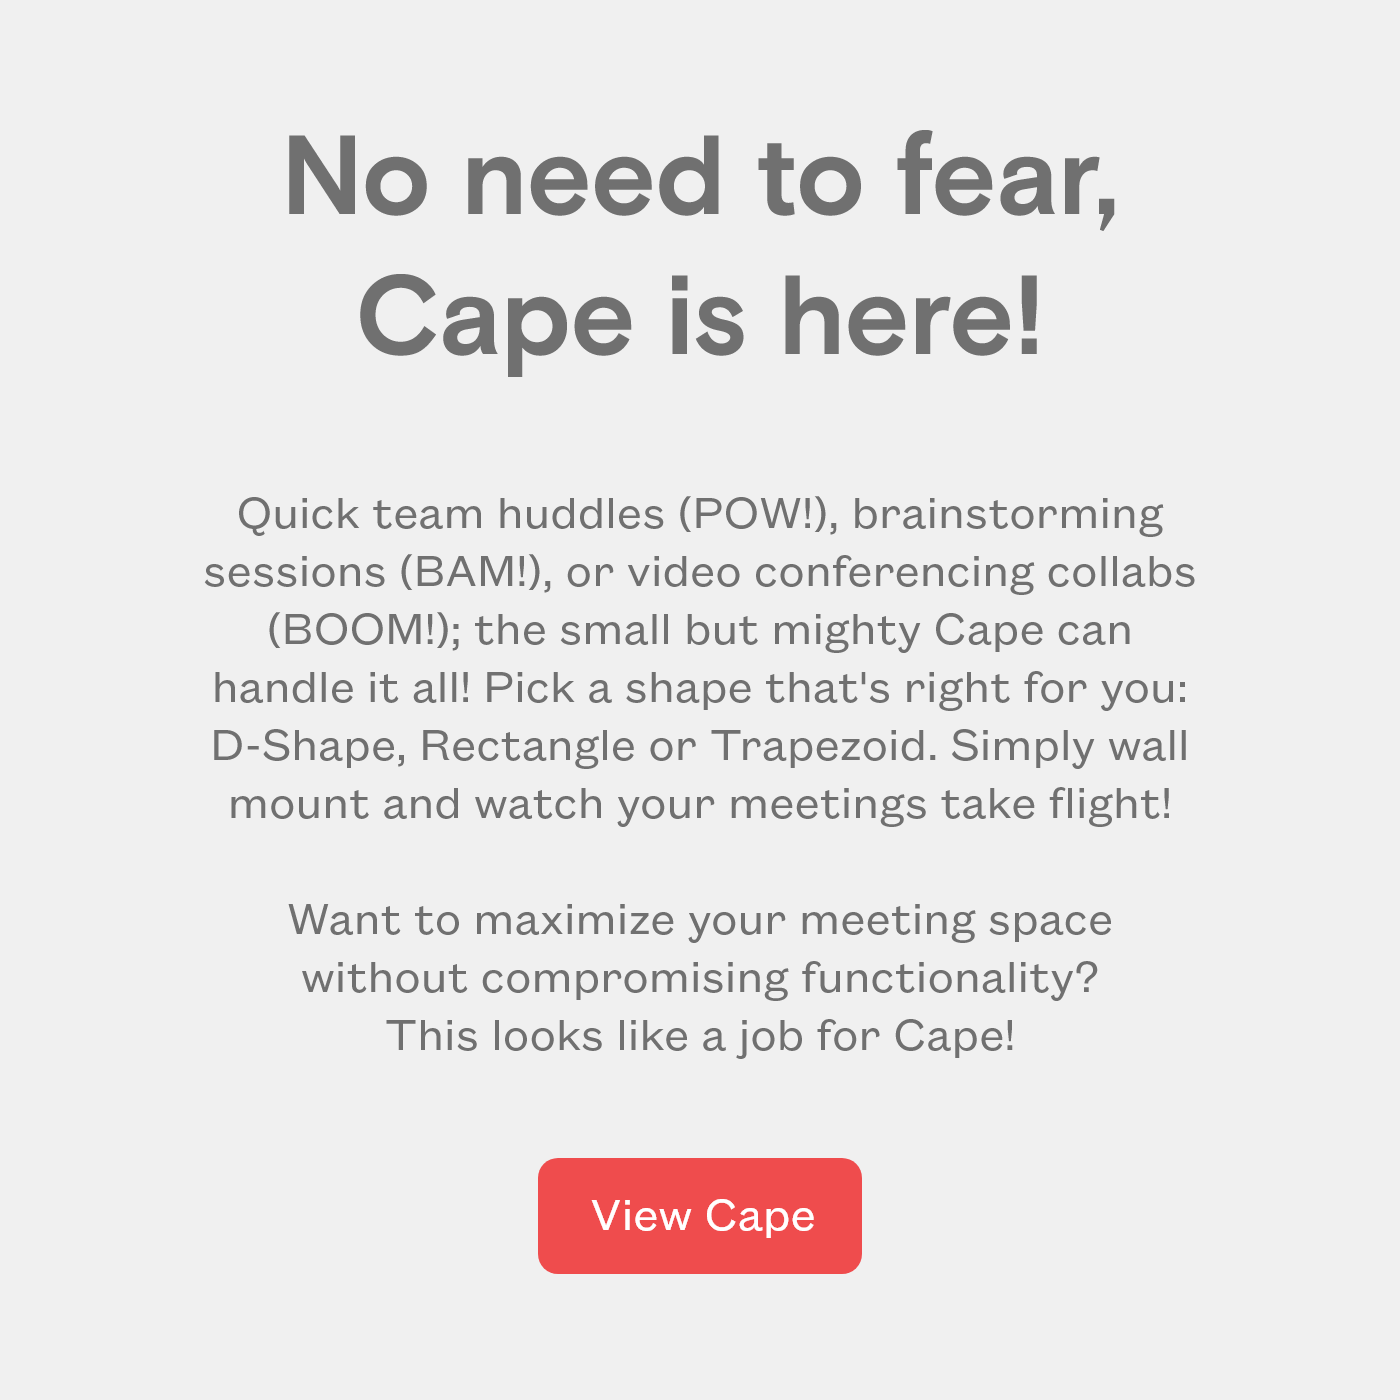 No need to fear,
Cape is here!
Quick team huddles (POW!), brainstorming
sessions (BAM!), or video conferencing collabs
(BOOM!); the small but mighty Cape can
handle it all! Pick a shape that's right for you:
D-Shape, Rectangle or Trapezoid. Simply wall
mount and watch your meetings take flight!
Want to maximize your meeting space
without compromising functionality?
This looks like a job for Cape!
View Cape